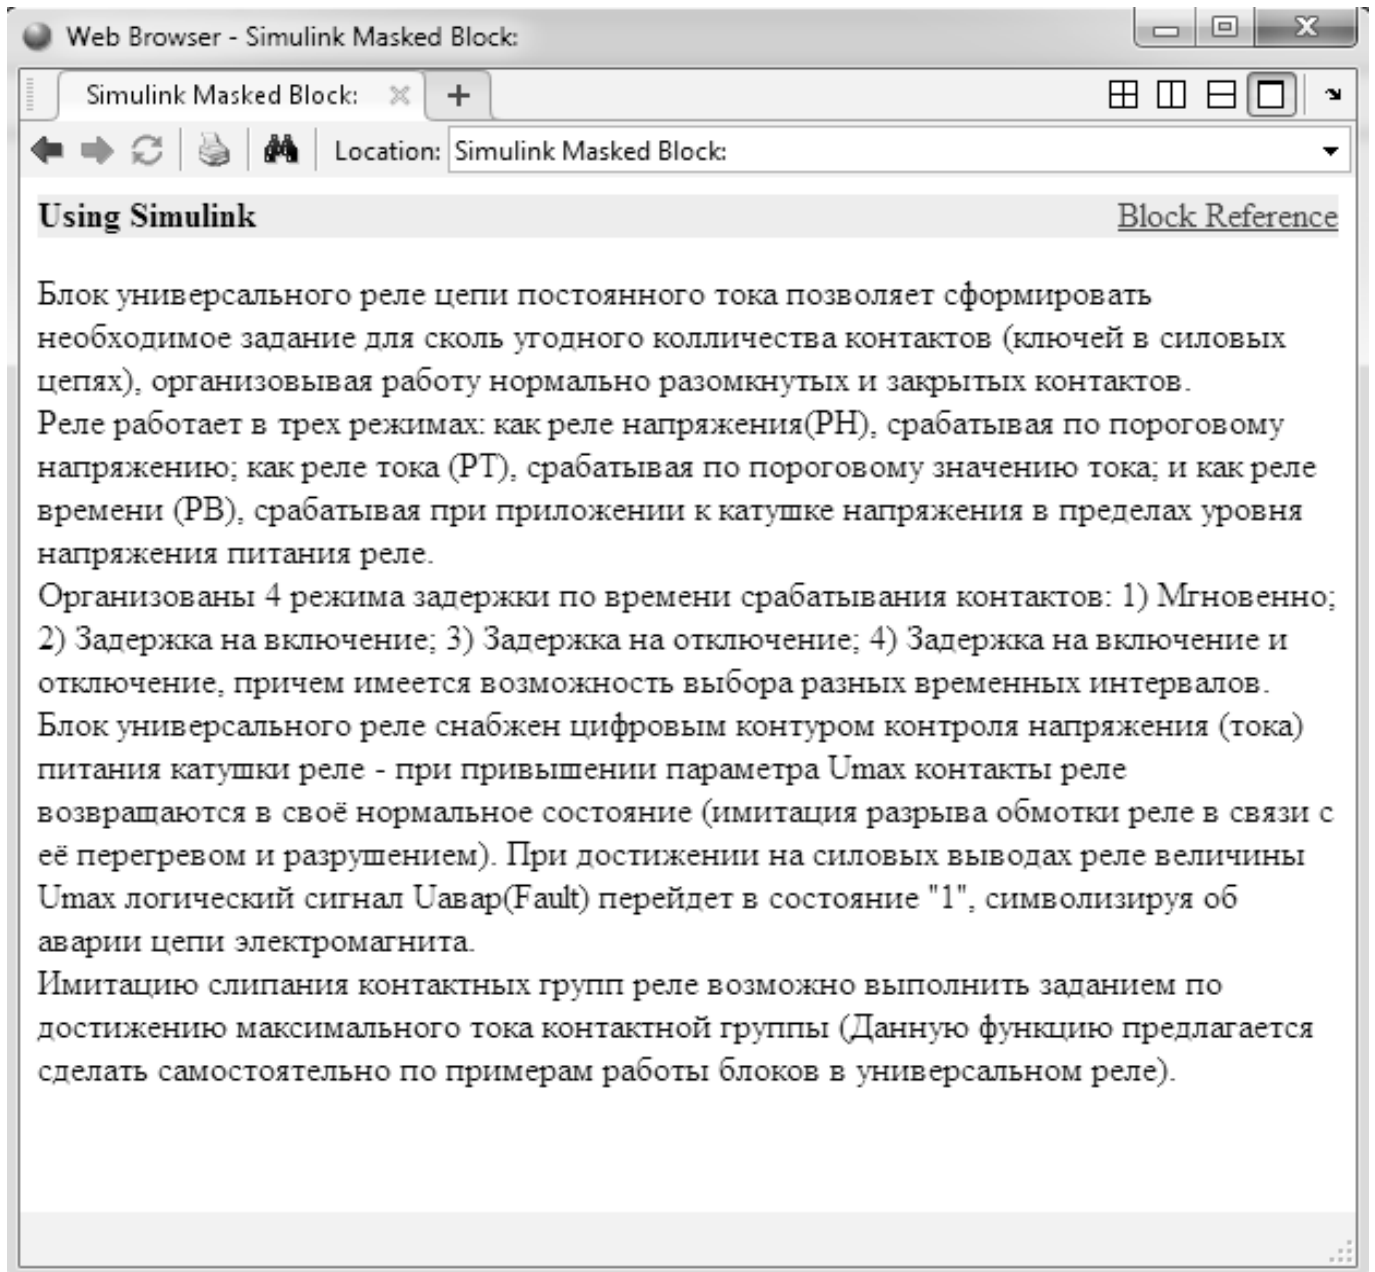 Web Browser - Simulink Masked Block:
Simulink Masked Block:
Location: Simulink Masked Block:
Using Simulink Block Reference
Блок универсального реле цепи постоянного тока позволяет сформировать
необходимое задание для сколь угодного колличества контактов (ключей в силовых
цепях), организовывая работу нормально разомкнутых и закрытых контактов.
Реле работает в трех режимах: как реле напряжения(РН), срабатывая по пороговому
напряжению; как реле тока (РТ), срабатывая по пороговому значению тока; и как реле
времени (РВ), срабатывая при приложении к катушке напряжения в пределах уровня
напряжения питания реле.
Организованы 4 режима задержки по времени срабатывания контактов: 1) Мгновенно;
2) Задержка на включение; 3) Задержка на отключение; 4) Задержка на включение и
отключение, причем имеется возможность выбора разных временных интервалов.
Блок универсального реле снабжен цифровым контуром контроля напряжения (тока)
питания катушки реле - при привышении параметра Umax контакты реле
возвращаются в своё нормальное состояние (имитация разрыва обмотки реле в связи с
её перегревом и разрушением). При достижении на силовых выводах реле величины
Umax логический сигнал Uавар(Fault) перейдет в состояние "1", символизируя об
аварии цепи электромагнита.
Имитацию слипания контактных групп реле возможно выполнить заданием по
достижению максимального тока контактной группы (Данную функцию предлагается
сделать самостоятельно по примерам работы блоков в универсальном реле).